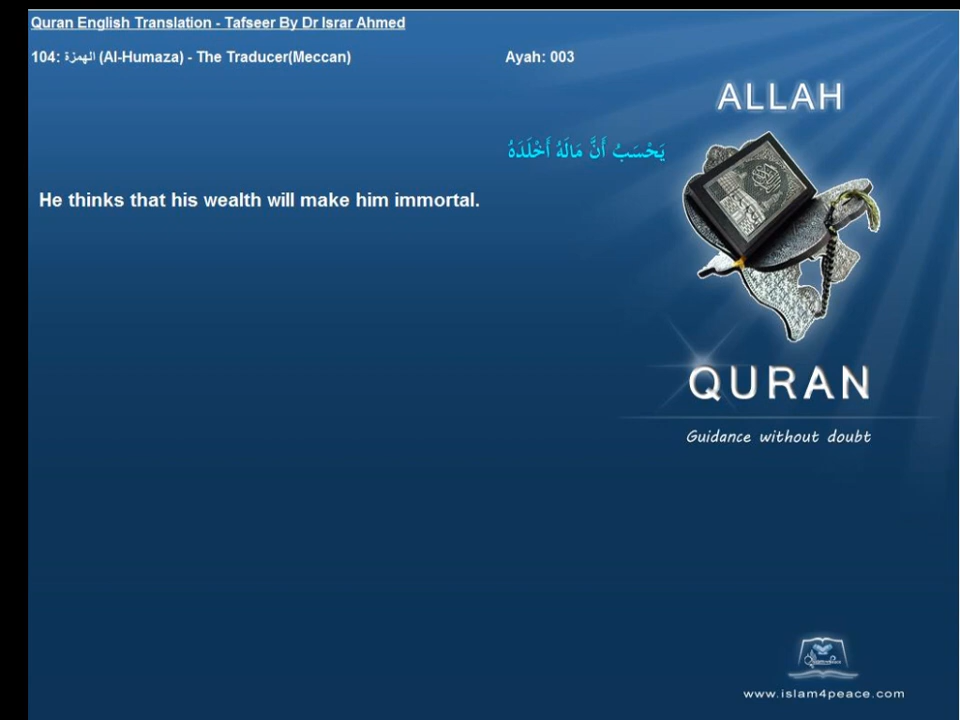 Quran English Translation - Tafseer By Dr Israr Ahmed
104: الهمزة (Al-Humaza) - The Traducer(Meccan) Ayah: 003
ALLAH
يَحْسَبُ أَنَّ مَالَهُ أَخْلَدَهُ
He thinks that his wealth will make him immortal.
QURAN
Guidance without doubt
www.islam4peace.com